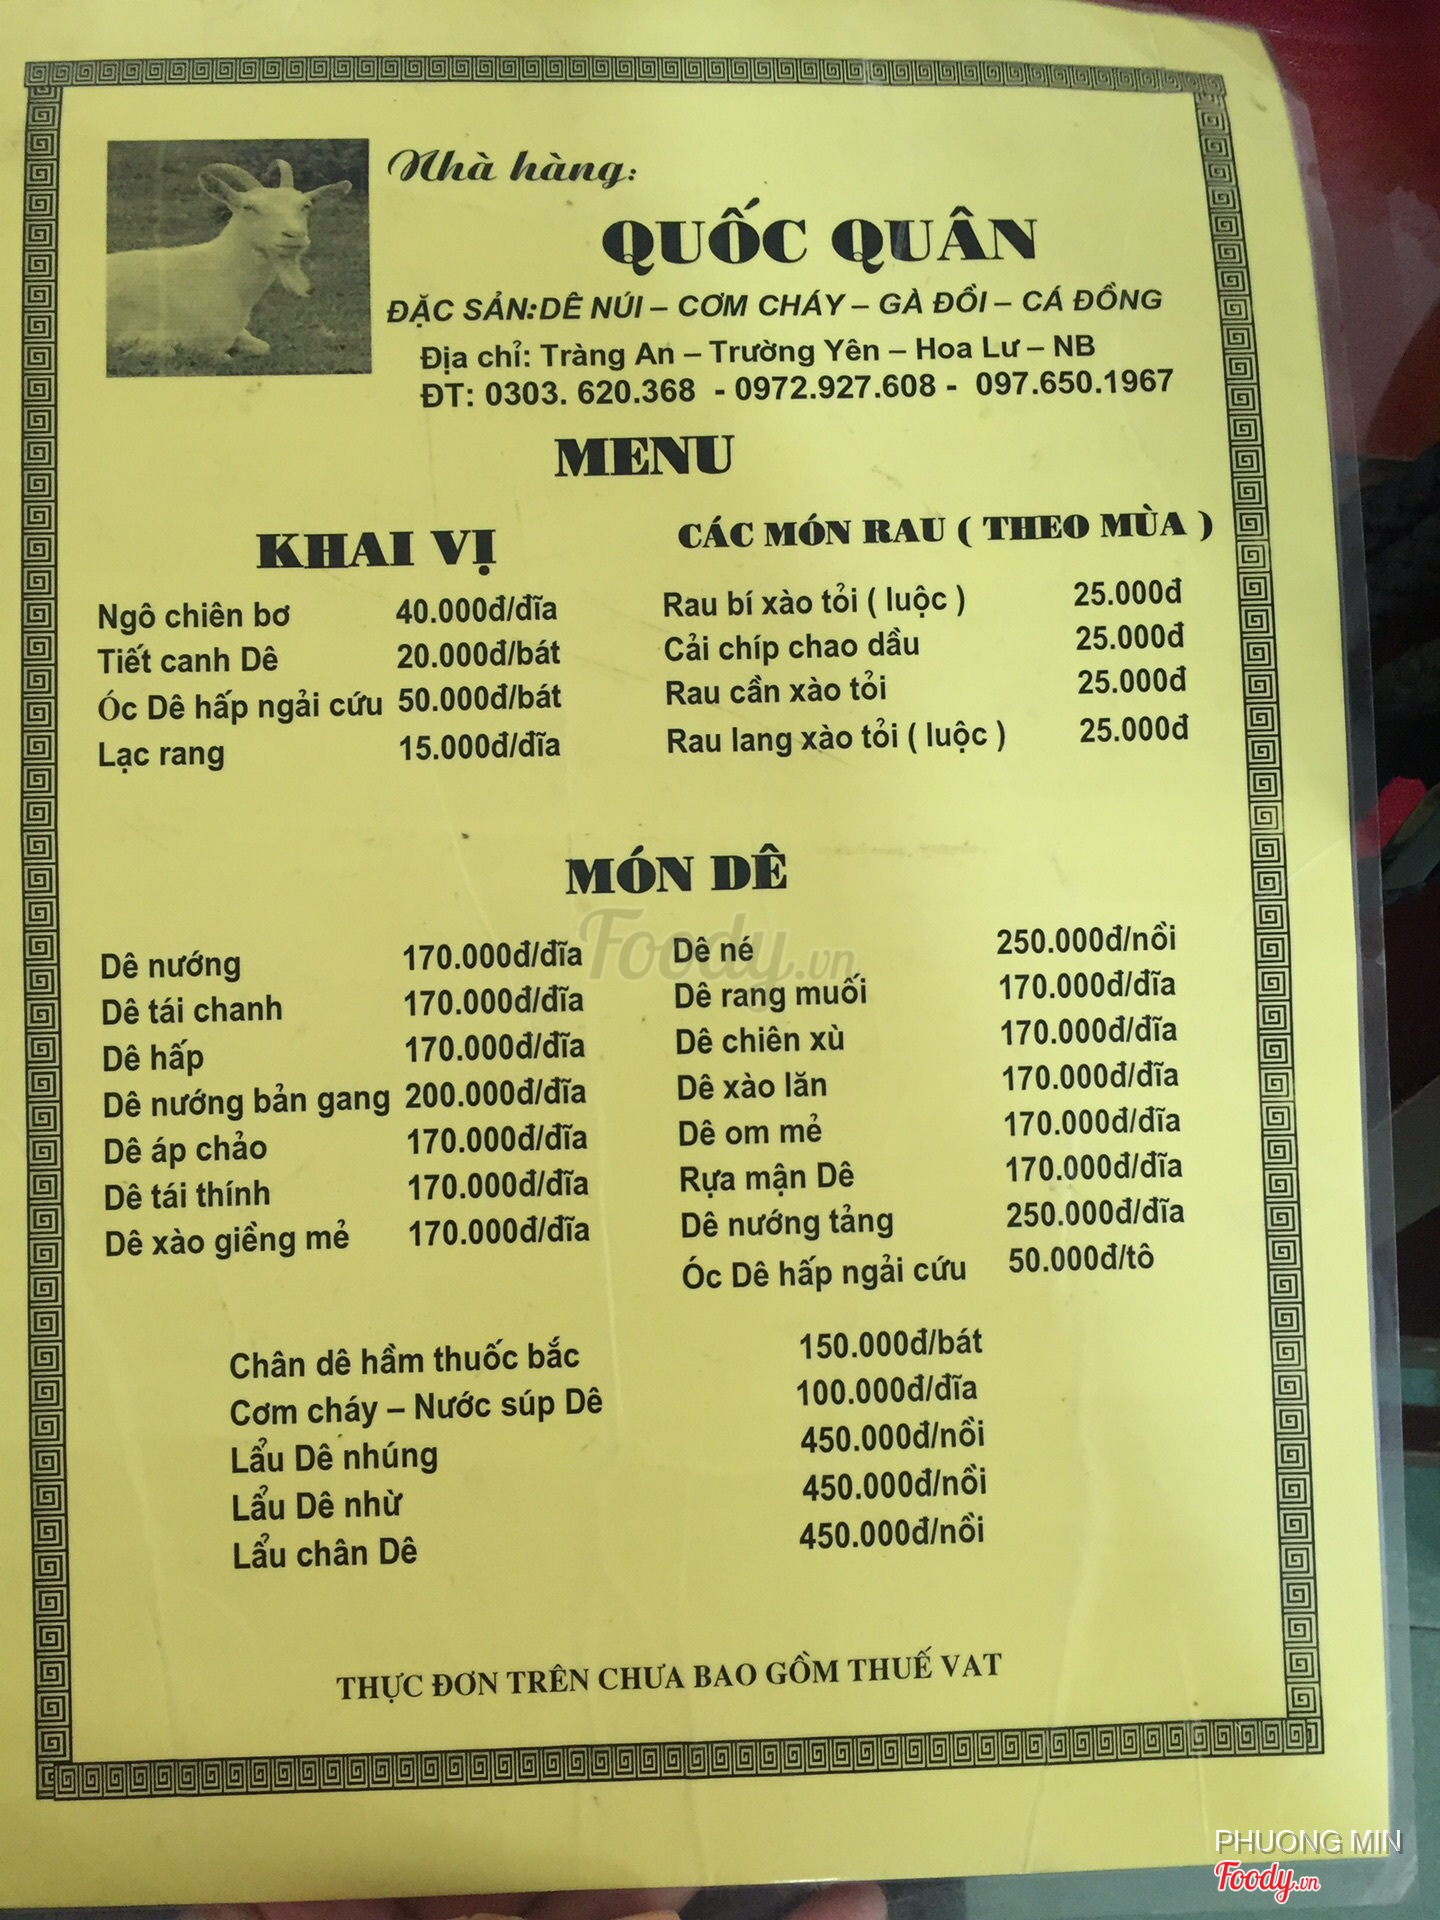 Nhà hàng:
QUỐC QUÂN
ĐẶC SẢN:DÊ NÚI – CƠM CHÁY – GÀ ĐỒI – CÁ ĐỒNG
Địa chỉ: Tràng An – Trường Yên – Hoa Lư – NB
ĐT: 0303. 620.368 - 0972.927.608 - 097.650.1967
MENU
KHAI VỊ
Ngô chiên bơ 40.000đ/đĩa
Tiết canh Dê 20.000đ/bát
Óc Dê hấp ngải cứu 50.000đ/bát
Lạc rang 15.000đ/đĩa
CÁC MÓN RAU ( THEO MÙA )
Rau bí xào tỏi ( luộc ) 25.000đ
Cải chíp chao dầu 25.000đ
Rau cần xào tỏi 25.000đ
Rau lang xào tỏi ( luộc ) 25.000đ
MÓN DÊ
Dê nướng 170.000đ/đĩa
Dê tái chanh 170.000đ/đĩa
Dê hấp 170.000đ/đĩa
Dê nướng bản gang 200.000đ/đĩa
Dê áp chảo 170.000đ/đĩa
Dê tái thính 170.000đ/đĩa
Dê xào giềng mẻ 170.000đ/đĩa
Dê né 250.000đ/nồi
Dê rang muối 170.000đ/đĩa
Dê chiên xù 170.000đ/đĩa
Dê xào lăn 170.000đ/đĩa
Dê om mẻ 170.000đ/đĩa
Rựa mận Dê 170.000đ/đĩa
Dê nướng tảng 250.000đ/đĩa
Óc Dê hấp ngải cứu 50.000đ/tô
Chân dê hầm thuốc bắc 150.000đ/bát
Cơm cháy – Nước súp Dê 100.000đ/đĩa
Lẩu Dê nhúng 450.000đ/nồi
Lẩu Dê nhừ 450.000đ/nồi
Lẩu chân Dê 450.000đ/nồi
THỰC ĐƠN TRÊN CHƯA BAO GỒM THUẾ VAT
Foody.vn
PHUONG MIN
Foody.vn